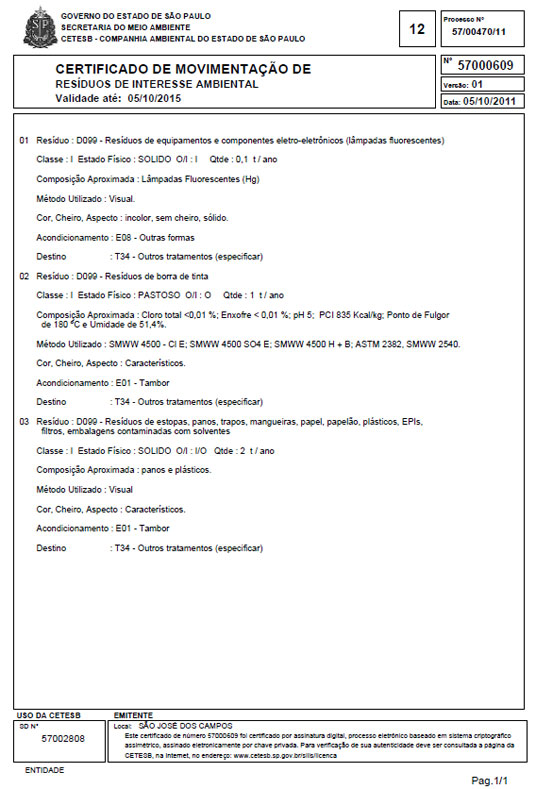 GOVERNO DO ESTADO DE SÃO PAULO
SECRETARIA DO MEIO AMBIENTE
CETESB - COMPANHIA AMBIENTAL DO ESTADO DE SÃO PAULO
12
Processo Nº
57/00470/11
CERTIFICADO DE MOVIMENTAÇÃO DE
RESÍDUOS DE INTERESSE AMBIENTAL
Validade até: 05/10/2015
Nº 57000609
Versão: 01
Data: 05/10/2011
01 Resíduo : D099 - Resíduos de equipamentos e componentes eletro-eletrônicos (lâmpadas fluorescentes)
Classe : I Estado Físico : SOLIDO O/I : I Qtde : 0,1 t / ano
Composição Aproximada : Lâmpadas Fluorescentes (Hg)
Método Utilizado : Visual.
Cor, Cheiro, Aspecto : incolor, sem cheiro, sólido.
Acondicionamento : E08 - Outras formas
Destino : T34 - Outros tratamentos (especificar)
02 Resíduo : D099 - Resíduos de borra de tinta
Classe : I Estado Físico : PASTOSO O/I : O Qtde : 1 t / ano
Composição Aproximada : Cloro total <0,01 %; Enxofre < 0,01 %; pH 5; PCI 835 Kcal/kg; Ponto de Fulgor
de 180 ºC e Umidade de 51,4%.
Método Utilizado : SMWW 4500 - Cl E; SMWW 4500 SO4 E; SMWW 4500 H + B; ASTM 2382, SMWW 2540.
Cor, Cheiro, Aspecto : Característicos.
Acondicionamento : E01 - Tambor
Destino : T34 - Outros tratamentos (especificar)
03 Resíduo : D099 - Resíduos de estopas, panos, trapos, mangueiras, papel, papelão, plásticos, EPIs,
filtros, embalagens contaminadas com solventes
Classe : I Estado Físico : SOLIDO O/I : I/O Qtde : 2 t / ano
Composição Aproximada : panos e plásticos.
Método Utilizado : Visual
Cor, Cheiro, Aspecto : Característicos.
Acondicionamento : E01 - Tambor
Destino : T34 - Outros tratamentos (especificar)
USO DA CETESB
SD Nº
57002808
EMITENTE
Local: SÃO JOSÉ DOS CAMPOS
Este certificado de número 57000609 foi certificado por assinatura digital, processo eletrônico baseado em sistema criptográfico
assimétrico, assinado eletronicamente por chave privada. Para verificação de sua autenticidade deve ser consultada a página da
CETESB, na Internet, no endereço: www.cetesb.sp.gov.br/silis/licenca
ENTIDADE
Pag.1/1